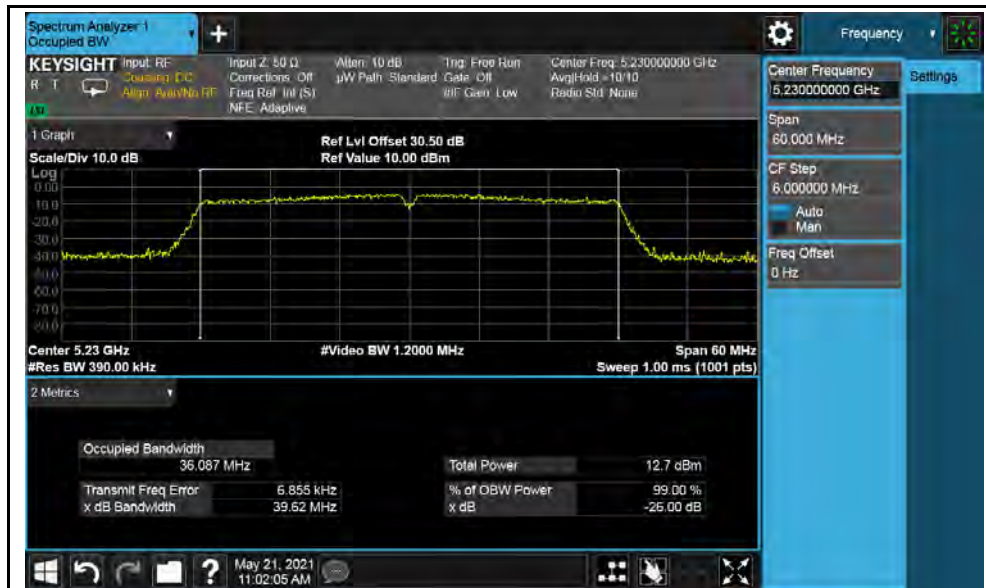 Spectrum Analyzer 1
Occupied BW
+
Frequency
KEYSIGHT
R T
Input: RF
Coupling: DC
Align: Auto/No RF
Input Z: 50 Ω
Corrections: Off
Freq Ref: Int (S)
NFE: Adaptive
Atten: 10 dB
µW Path: Standard
Trig: Free Run
Gate: Off
#IF Gain: Low
Center Freq: 5.230000000 GHz
Avg|Hold:=10/10
Radio Std: None
Center Frequency
5.230000000 GHz
Settings
Span
60.000 MHz
CF Step
6.000000 MHz
Auto
Man
Freq Offset
0 Hz
1 Graph
Scale/Div 10.0 dB
Ref Lvl Offset 30.50 dB
Ref Value 10.00 dBm
Log
0.00
-10.0
-20.0
-30.0
-40.0
-50.0
-60.0
-70.0
-80.0
Center 5.23 GHz
#Res BW 390.00 kHz
#Video BW 1.2000 MHz
Span 60 MHz
Sweep 1.00 ms (1001 pts)
2 Metrics
Occupied Bandwidth
36.087 MHz
Total Power 12.7 dBm
Transmit Freq Error 6.855 kHz
% of OBW Power 99.00 %
x dB Bandwidth 39.62 MHz
x dB -26.00 dB
?
May 21, 2021
11:02:05 AM